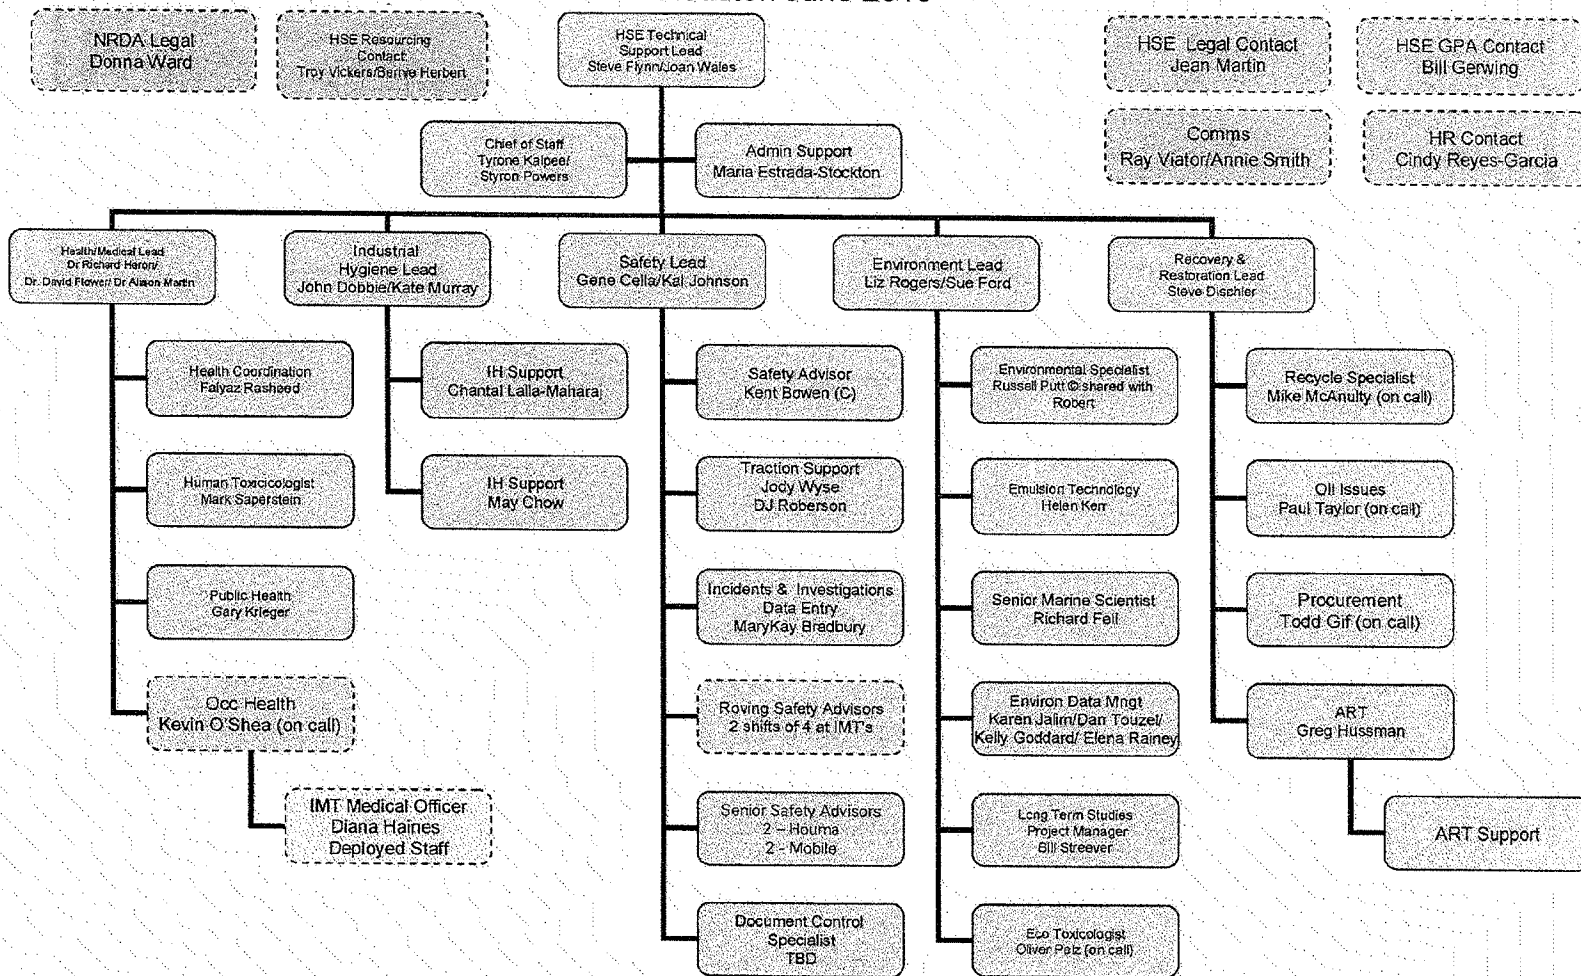 NRDA Legal
Donna Ward
HSE Resourcing
Contact
Troy Vickers/ Herbert
HSE Technical
Support Lead
Steve Flynn/Joan Wales
HSE Legal Contact
Jean Martin
HSE GPA Contact
Bill Gerwing
Chief of Staff
Tyrone Kalpee/
Styron Powers
Admin Support
Maria Estrada-Stockton
Comms
Ray Viator/Annie Smith
HR Contact
Cindy Reyes-Garcia
Health/Medical Lead
Dr Richard Heron/
Dr. David Flower/ Dr Alison Martin
Industrial
Hygiene Lead
John Dobbie/Kate Murray
Safety Lead
Gene Cella/Kal Johnson
Environment Lead
Liz Rogers/Sue Ford
Recovery &
Restoration Lead
Steve Dischler
Health Coordination
Faiyaz Rasheed
Human Toxicicologist
Mark Saperstein
Public Health
Gary Krieger
Occ Health
Kevin O'Shea (on call)
IMT Medical Officer
Diana Haines
Deployed Staff
IH Support
Chantal Lalla-Maharaj
IH Support
May Chow
Safety Advisor
Kent Bowen (C)
Traction Support
Jody Wyse
DJ Roberson
Incidents & Investigations
Data Entry
MaryKay Bradbury
Roving Safety Advisors
2 shifts of 4 at IMT's
Senior Safety Advisors
2 – Houma
2 - Mobile
Document Control
Specialist
TBD
Environmental Specialist
Russell Putt © shared with
Robert
Emulsion Technology
Helen Kerr
Senior Marine Scientist
Richard Fell
Environ Data Mngt
Karen Jalim/Dan Touzel/
Kelly Goddard/ Elena Rainey
Long Term Studies
Project Manager
Bill Streever
Eco Toxicologist
Oliver Pelz (on call)
Recycle Specialist
Mike McAnulty (on call)
Oil Issues
Paul Taylor (on call)
Procurement
Todd Gif (on call)
ART
Greg Hussman
ART Support